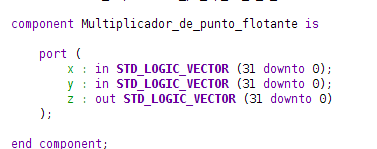 component Multiplicador_de_punto_flotante is
port (
x : in STD_LOGIC_VECTOR (31 downto 0);
y : in STD_LOGIC_VECTOR (31 downto 0);
z : out STD_LOGIC_VECTOR (31 downto 0)
);
end component;